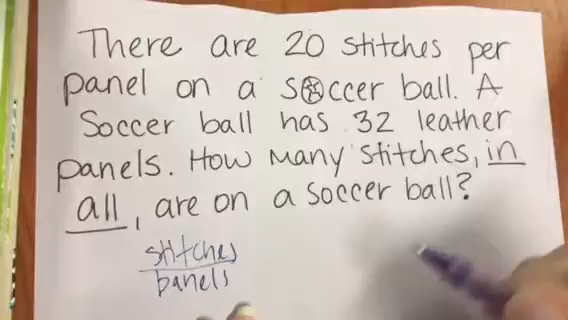 There are 20 stitches per
panel on a soccer ball. A
Soccer ball has 32 leather
panels. How many stitches, in
all, are on a soccer ball?
stitches
panels